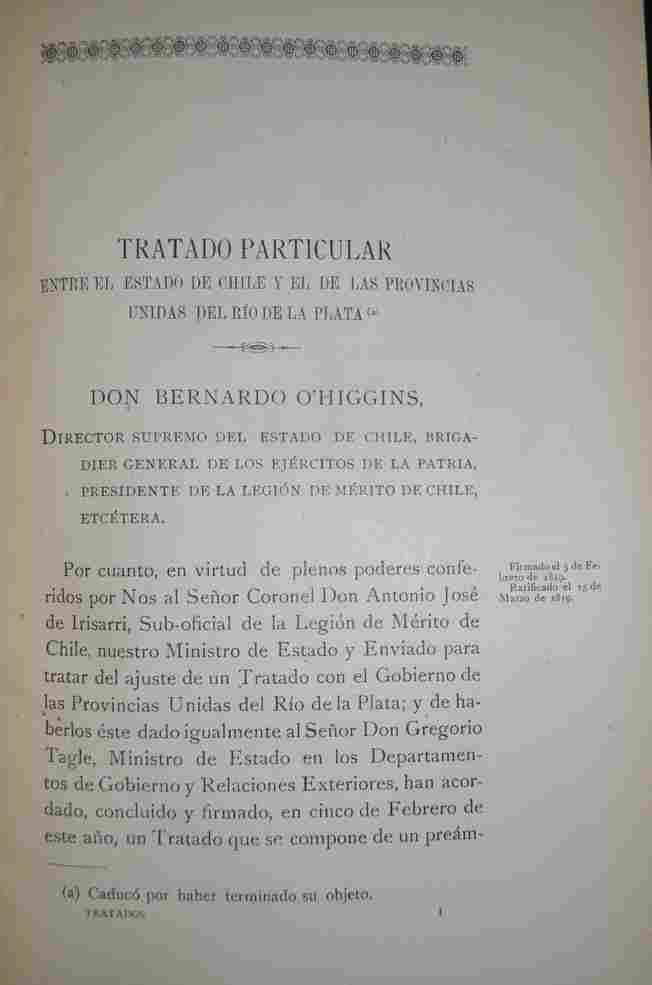 TRATADO PARTICULAR
ENTRE EL ESTADO DE CHILE Y EL DE LAS PROVINCIAS
UNIDAS DEL RÍO DE LA PLATA (a)
DON BERNARDO O'HIGGINS,
DIRECTOR SUPREMO DEL ESTADO DE CHILE, BRIGA-
DIER GENERAL DE LOS EJÉRCITOS DE LA PATRIA,
PRESIDENTE DE LA LEGIÓN DE MÉRITO DE CHILE,
ETCÉTERA.
Por cuanto, en virtud de plenos poderes confe-
ridos por Nos al Señor Coronel Don Antonio José
de Irisarri, Sub-oficial de la Legión de Mérito de
Chile, nuestro Ministro de Estado y Enviado para
tratar del ajuste de un Tratado con el Gobierno de
las Provincias Unidas del Río de la Plata; y de ha-
berlos éste dado igualmente al Señor Don Gregorio
Tagle, Ministro de Estado en los Departamen-
tos de Gobierno y Relaciones Exteriores, han acor-
dado, concluido y firmado, en cinco de Febrero de
este año, un Tratado que se compone de un preám-
Firmado el 5 de Fe-
brero de 1819.
Ratificado el 15 de
Marzo de 1819.
(a) Caducó por haber terminado su objeto.
TRATADOS 1